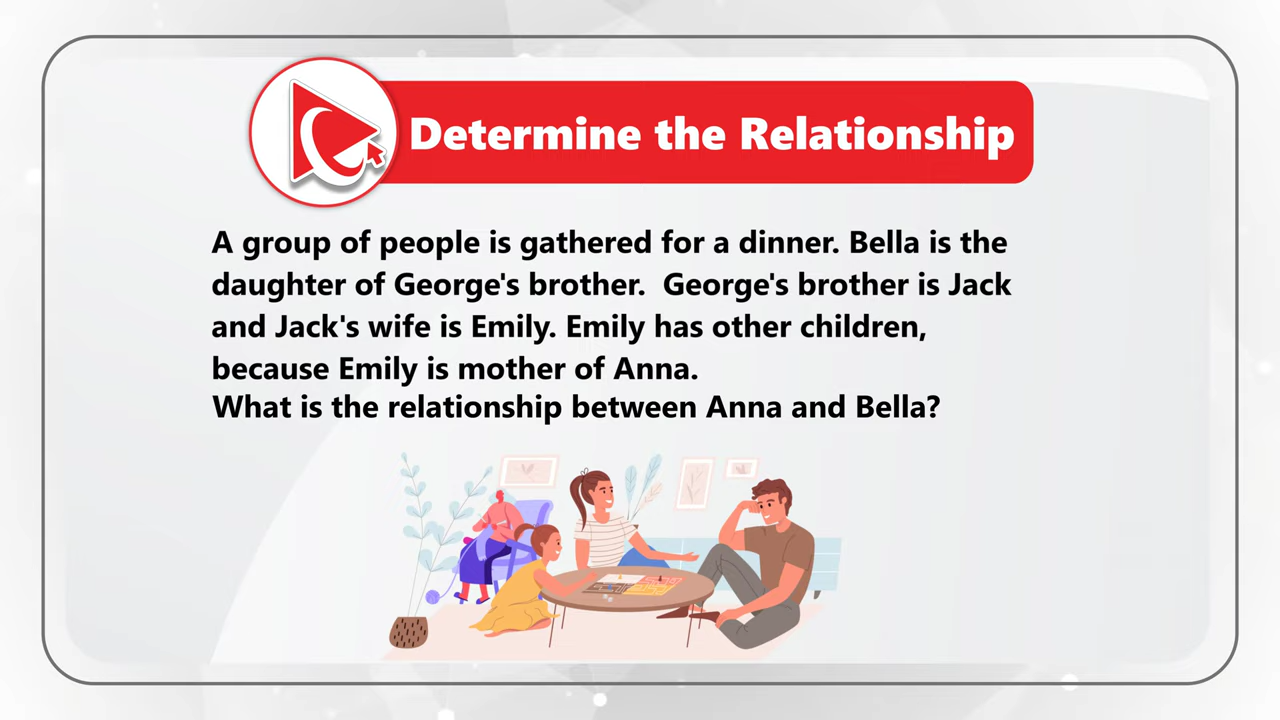 Determine the Relationship
A group of people is gathered for a dinner. Bella is the
daughter of George's brother.  George's brother is Jack
and Jack's wife is Emily. Emily has other children,
because Emily is mother of Anna.
What is the relationship between Anna and Bella?